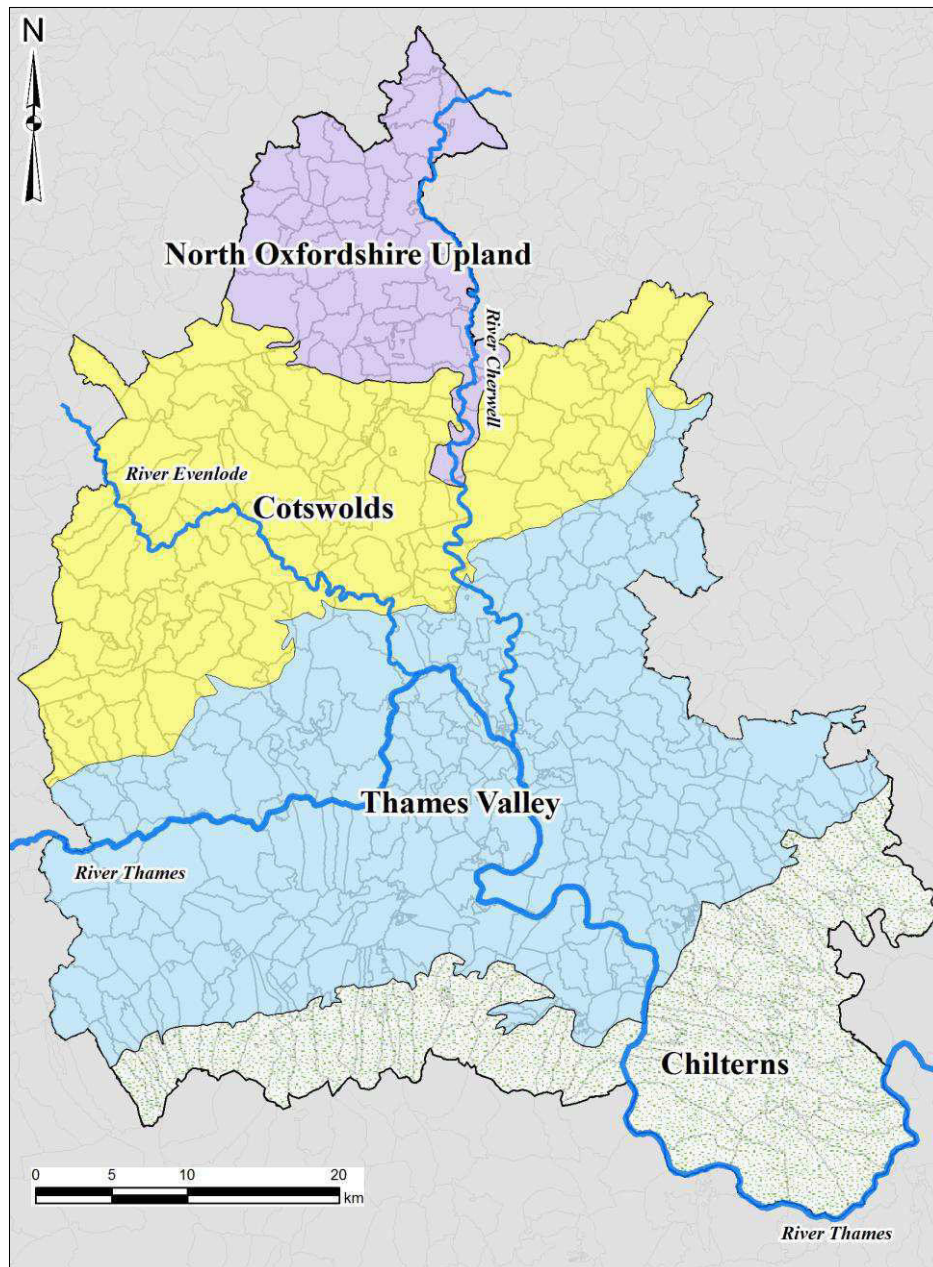 N
North Oxfordshire Upland
River Cherwell
River Evenlode
Cotswolds
Thames Valley
River Thames
Chilterns
0 5 10 20
km
River Thames